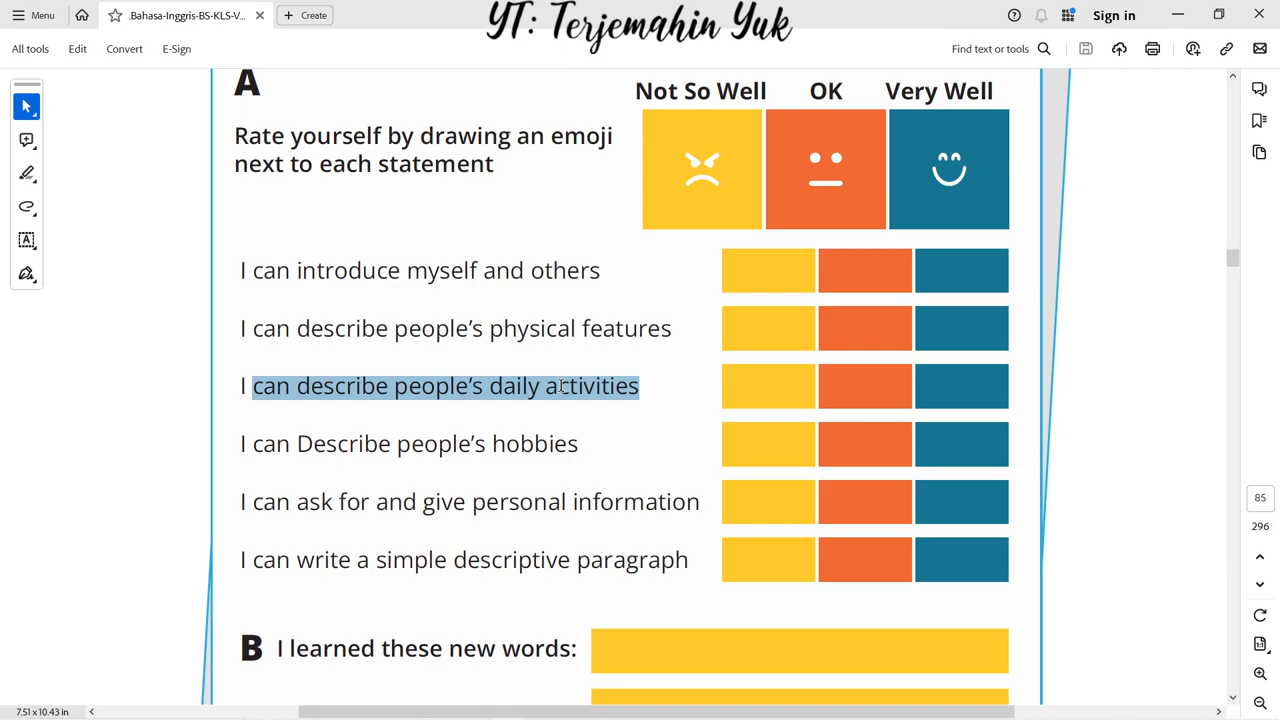 Menu
.Bahasa-Inggris-BS-KLS-V...
Create
YT: Terjemahin Yuk
Sign in
All tools
Edit
Convert
E-Sign
Find text or tools
A
Not So Well
OK
Very Well
Rate yourself by drawing an emoji
next to each statement
I can introduce myself and others
I can describe people's physical features
I can describe people's daily activities
I can Describe people's hobbies
I can ask for and give personal information
I can write a simple descriptive paragraph
B I learned these new words:
85
296
7.51 x 10.43 in